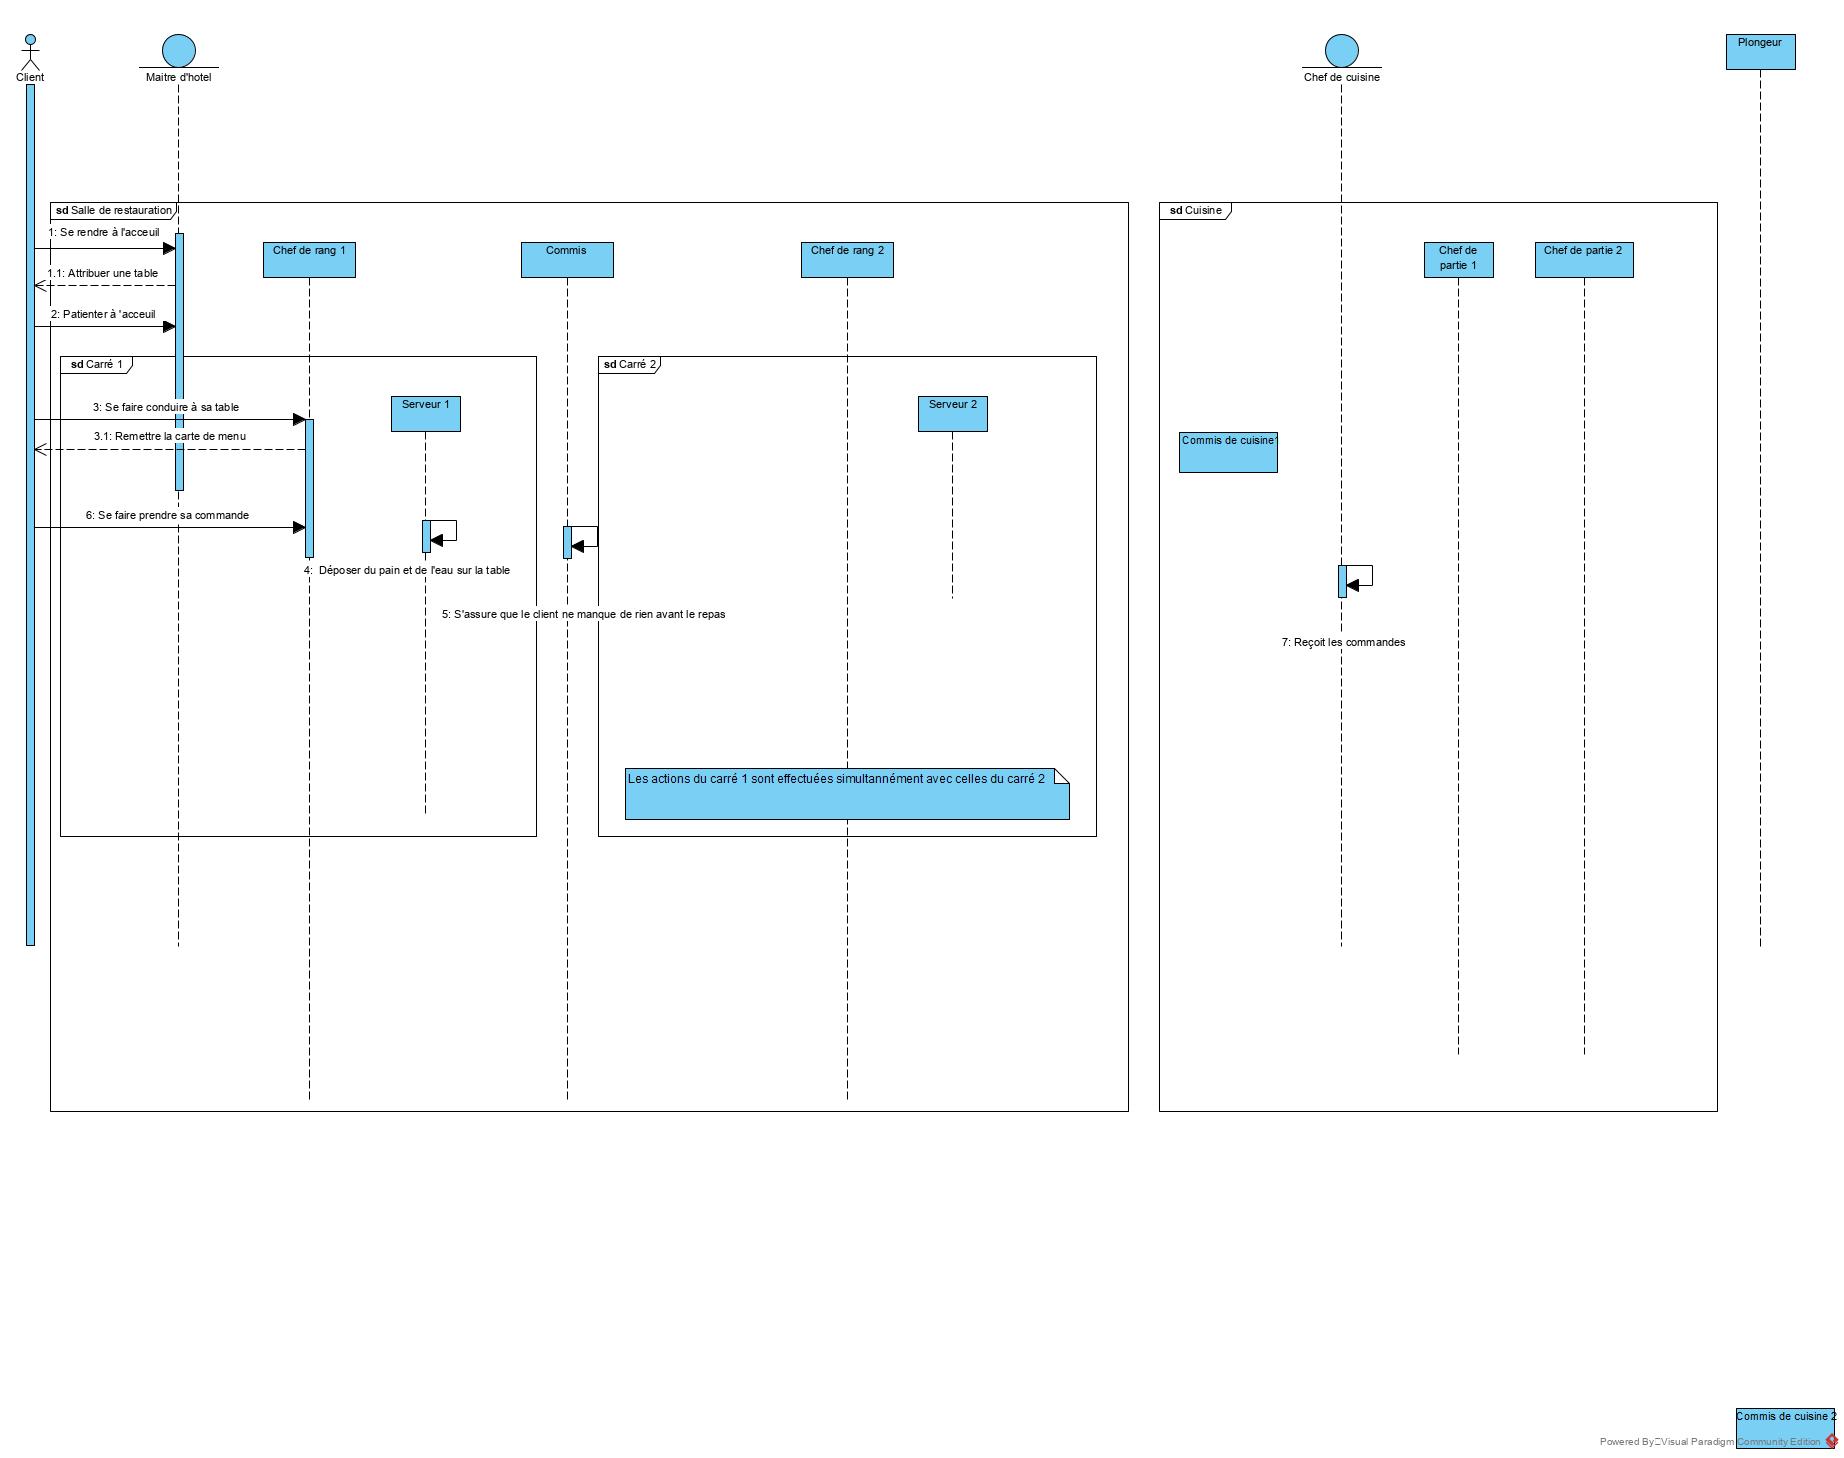 Client
Maitre d'hotel
Chef de cuisine
Plongeur
sd Salle de restauration
sd Cuisine
1: Se rendre à l'acceuil
Chef de rang 1
Commis
Chef de rang 2
Chef de
partie 1
Chef de partie 2
1.1: Attribuer une table
2: Patienter à 'acceuil
sd Carré 1
sd Carré 2
3: Se faire conduire à sa table
Serveur 1
Serveur 2
3.1: Remettre la carte de menu
Commis de cuisine1
6: Se faire prendre sa commande
4:  Déposer du pain et de l'eau sur la table
5: S'assure que le client ne manque de rien avant le repas
7: Reçoit les commandes
Les actions du carré 1 sont effectuées simultannément avec celles du carré 2
Commis de cuisine 2
Powered By Visual Paradigm Community Edition